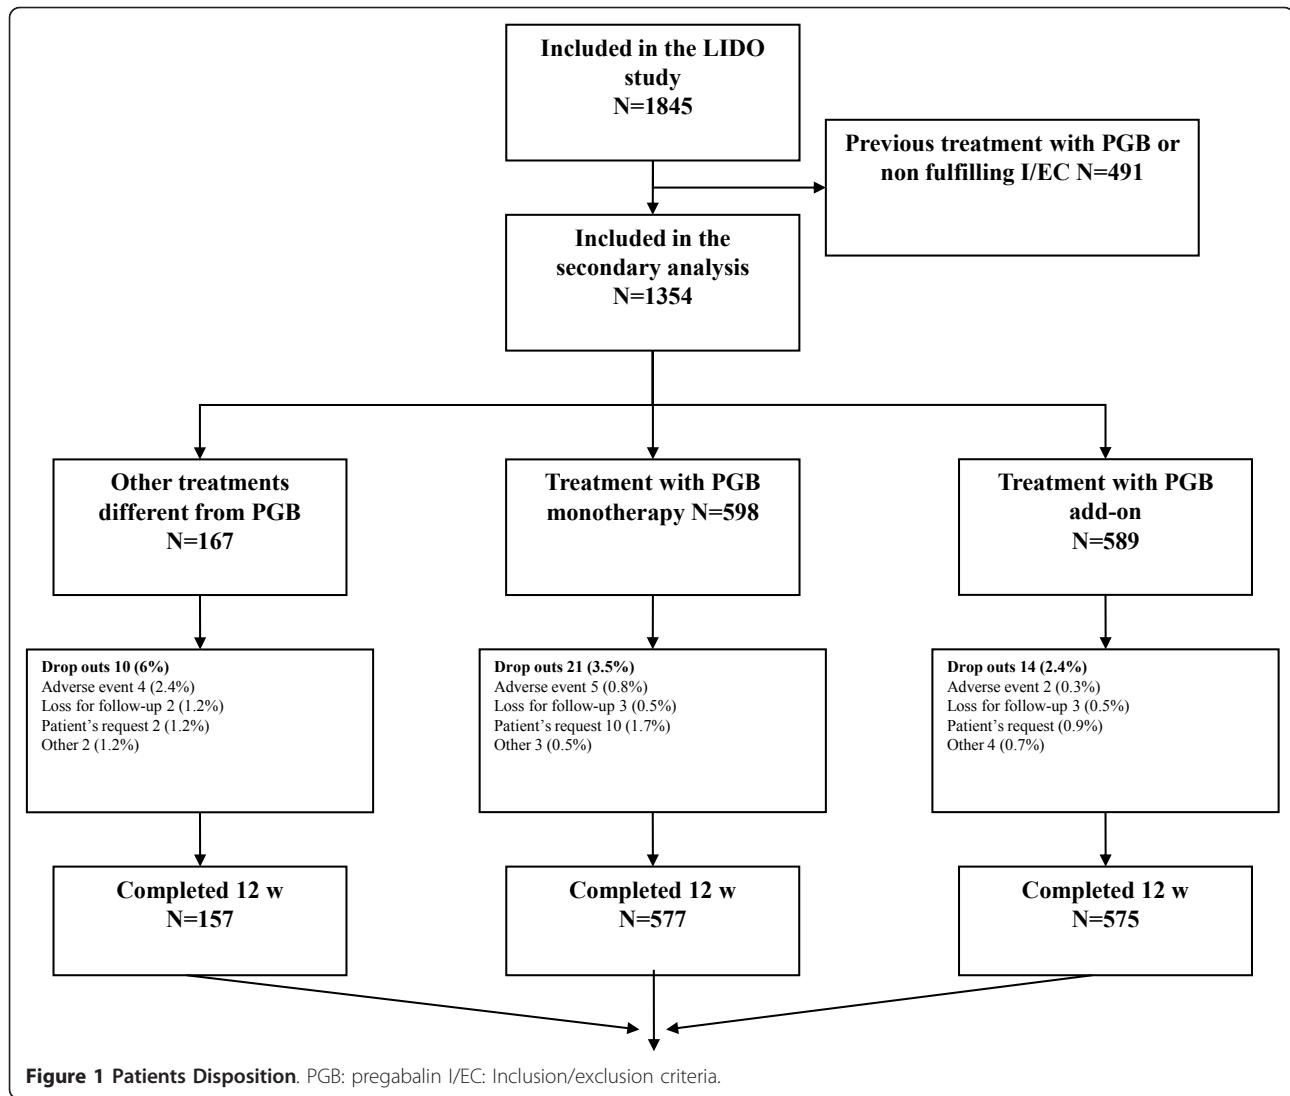 Included in the LIDO
study
N=1845
Previous treatment with PGB or
non fulfilling I/EC N=491
Included in the
secondary analysis
N=1354
Other treatments
different from PGB
N=167
Treatment with PGB
monotherapy N=598
Treatment with PGB
add-on
N=589
Drop outs 10 (6%)
Adverse event 4 (2.4%)
Loss for follow-up 2 (1.2%)
Patient’s request 2 (1.2%)
Other 2 (1.2%)
Drop outs 21 (3.5%)
Adverse event 5 (0.8%)
Loss for follow-up 3 (0.5%)
Patient’s request 10 (1.7%)
Other 3 (0.5%)
Drop outs 14 (2.4%)
Adverse event 2 (0.3%)
Loss for follow-up 3 (0.5%)
Patient’s request (0.9%)
Other 4 (0.7%)
Completed 12 w
N=157
Completed 12 w
N=577
Completed 12 w
N=575
Figure 1 Patients Disposition. PGB: pregabalin I/EC: Inclusion/exclusion criteria.